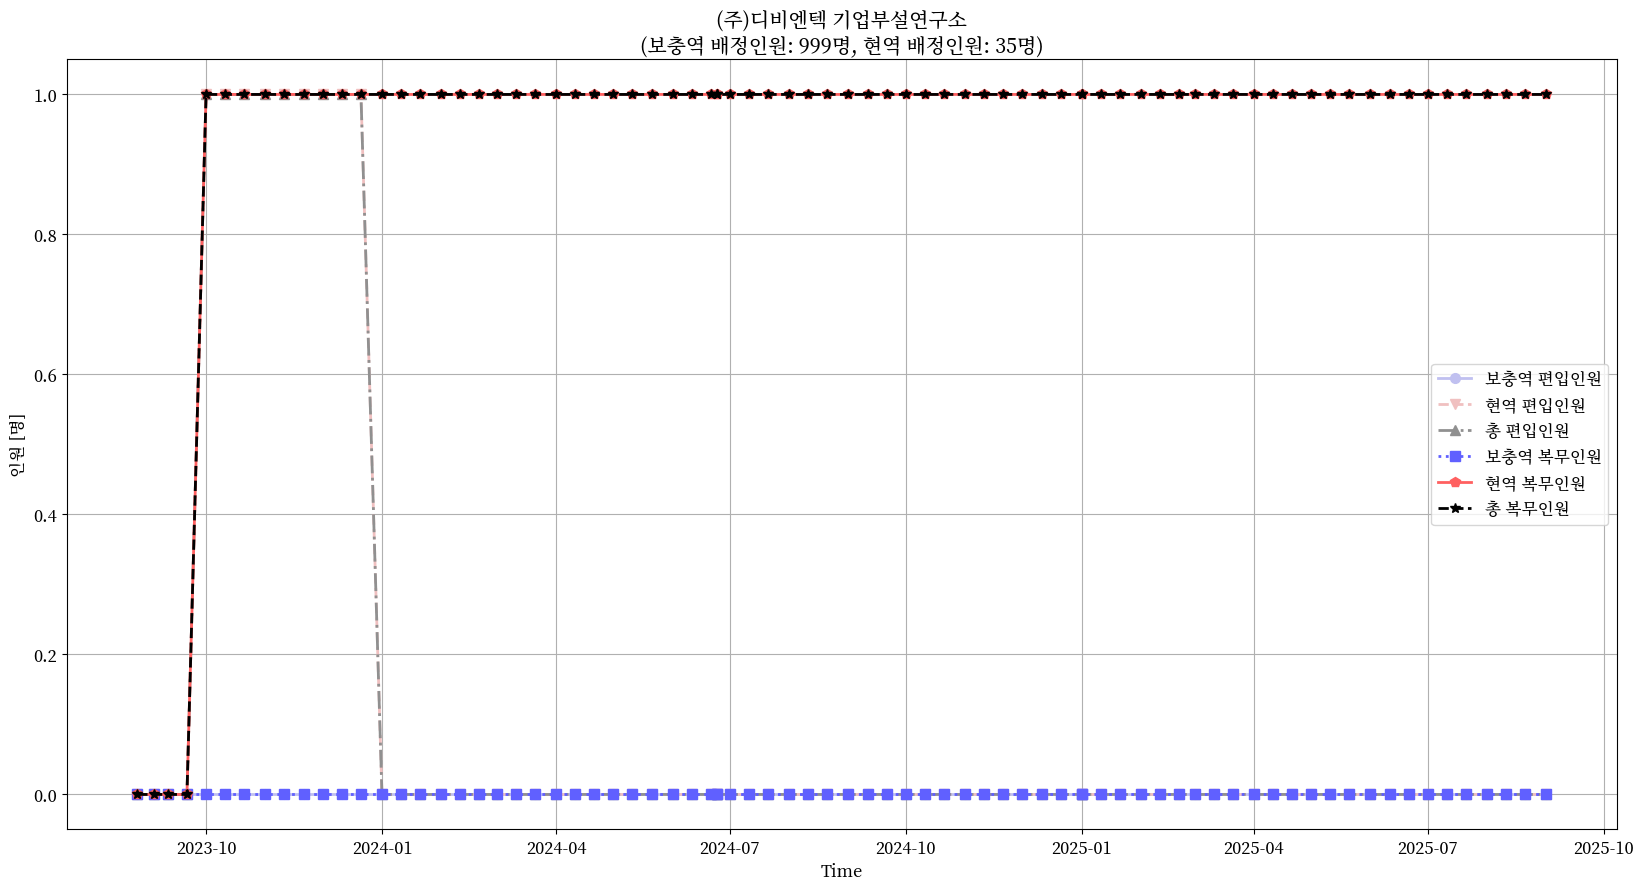 (주)디비엔텍 기업부설연구소
(보충역 배정인원: 999명, 현역 배정인원: 35명)
1.0
0.8
0.6
0.4
0.2
0.0
인원 [명]
보충역 편입인원
현역 편입인원
총 편입인원
보충역 복무인원
현역 복무인원
총 복무인원
2023-10
2024-01
2024-04
2024-07
2024-10
2025-01
2025-04
2025-07
2025-10
Time